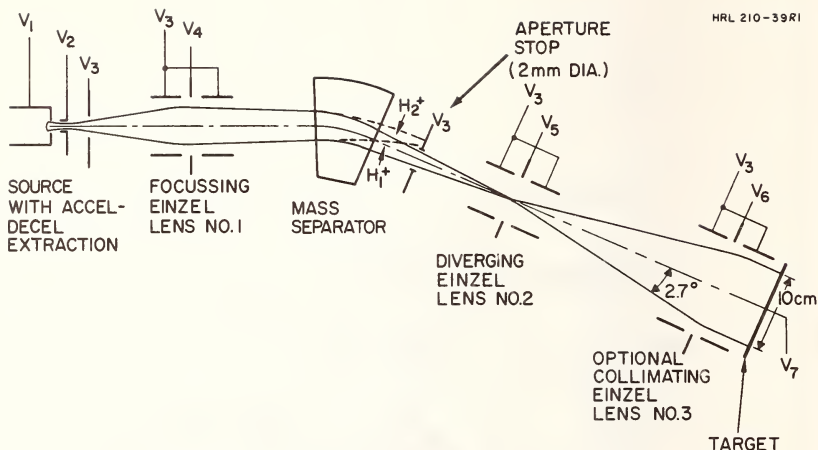 HRL 210-39R1
V1
V2
V3
V3
V4
H2+
H1+
V3
APERTURE
STOP
(2mm DIA.)
V3
V5
V3
V6
SOURCE
WITH ACCEL-
DECEL
EXTRACTION
FOCUSSING
EINZEL
LENS NO.1
MASS
SEPARATOR
DIVERGING
EINZEL
LENS NO.2
2.7°
10cm
V7
OPTIONAL
COLLIMATING
EINZEL
LENS NO.3
TARGET